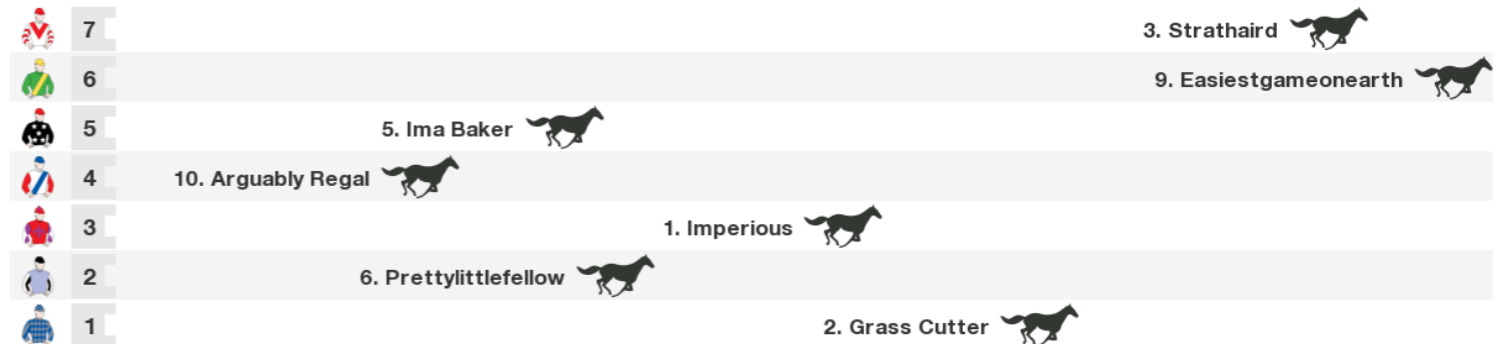 7 3. Strathaird
6 9. Easiestgameonearth
5 5. Ima Baker
4 10. Arguably Regal
3 1. Imperious
2 6. Prettylittlefellow
1 2. Grass Cutter